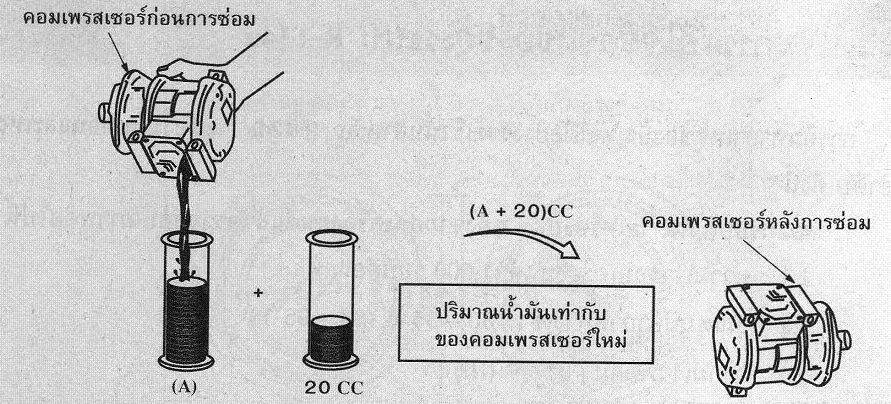 คอมเพรสเซอร์ก่อนการซ่อม
(A + 20)CC
คอมเพรสเซอร์หลังการซ่อม
+
ปริมาณน้ำมันเท่ากับ
ของคอมเพรสเซอร์ใหม่
(A)
20 CC